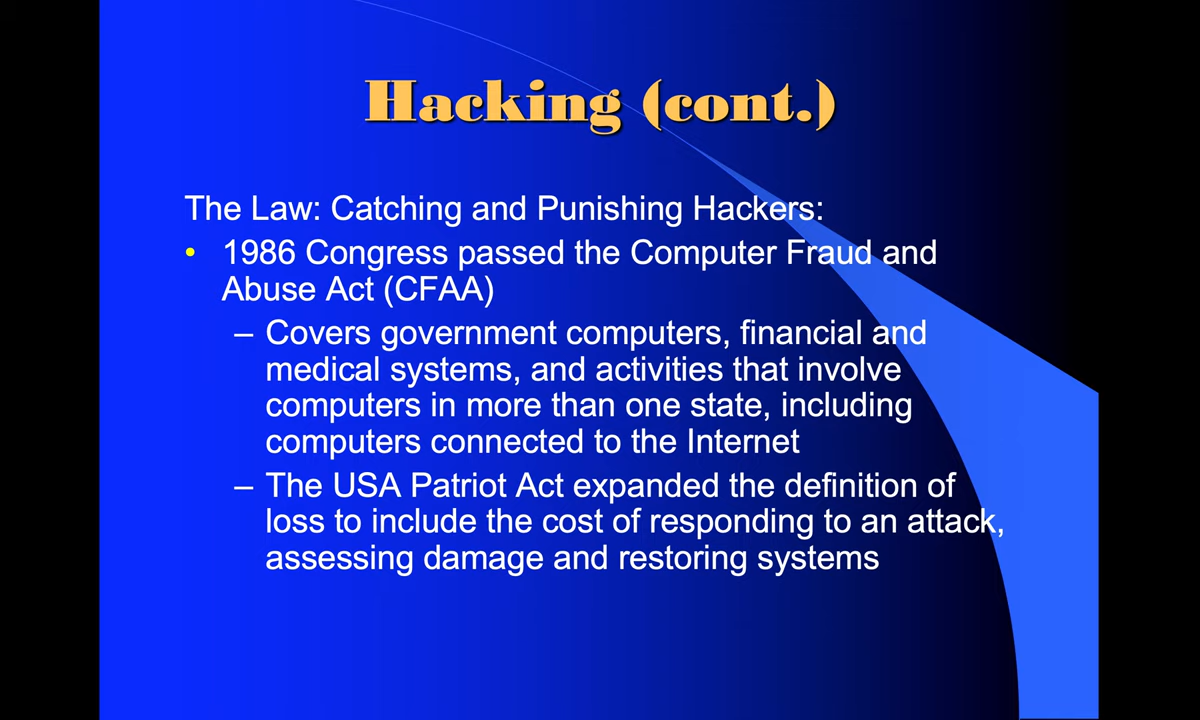 Hacking (cont.)
The Law: Catching and Punishing Hackers:
• 1986 Congress passed the Computer Fraud and
Abuse Act (CFAA)
– Covers government computers, financial and
medical systems, and activities that involve
computers in more than one state, including
computers connected to the Internet
– The USA Patriot Act expanded the definition of
loss to include the cost of responding to an attack,
assessing damage and restoring systems